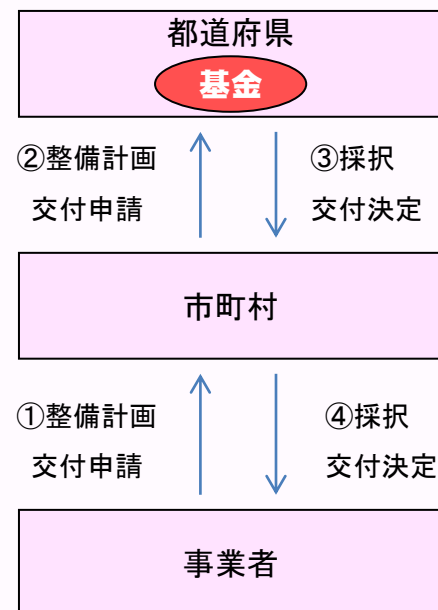 都道府県
基金
②整備計画
交付申請
③採択
交付決定
市町村
①整備計画
交付申請
④採択
交付決定
事業者